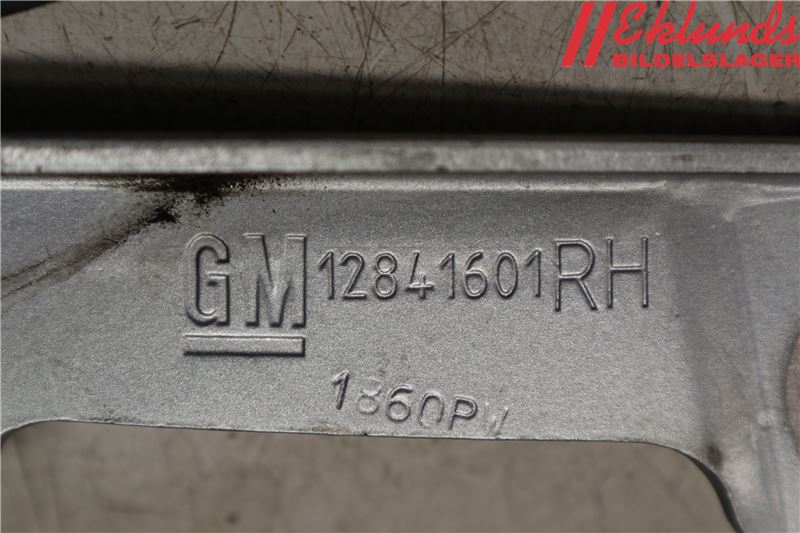 Eklunds
BILDELSLAGER
GM 12841601RH
1860PW